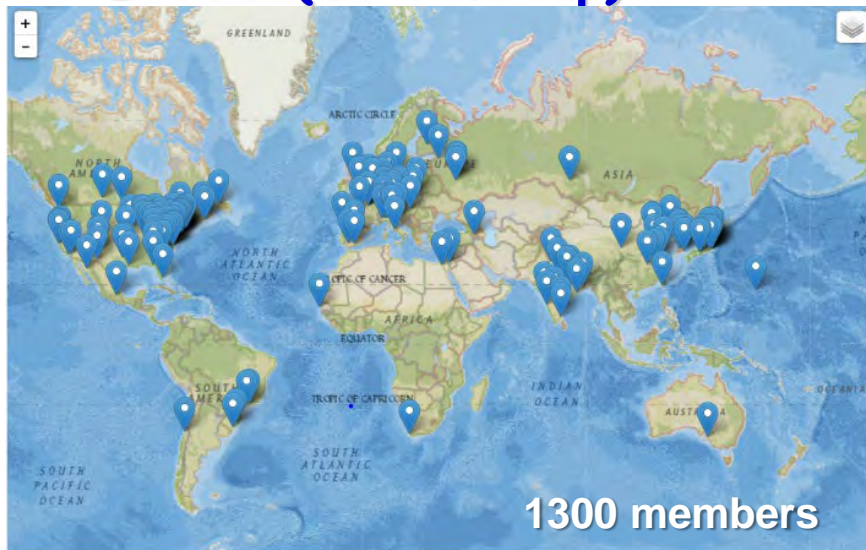 +
GREENLAND
−
ARCTIC CIRCLE
NORTH
ASIA
NORTH
ATLANTIC
OCEAN
TROPIC OF CANCER
AFRICA
EQUATOR
INDIAN
OCEAN
OCEANIA
SOUTH
TROPIC OF CAPRICORN
SOUTH
ATLANTIC
OCEAN
SOUTH
PACIFIC
OCEAN
1300 members